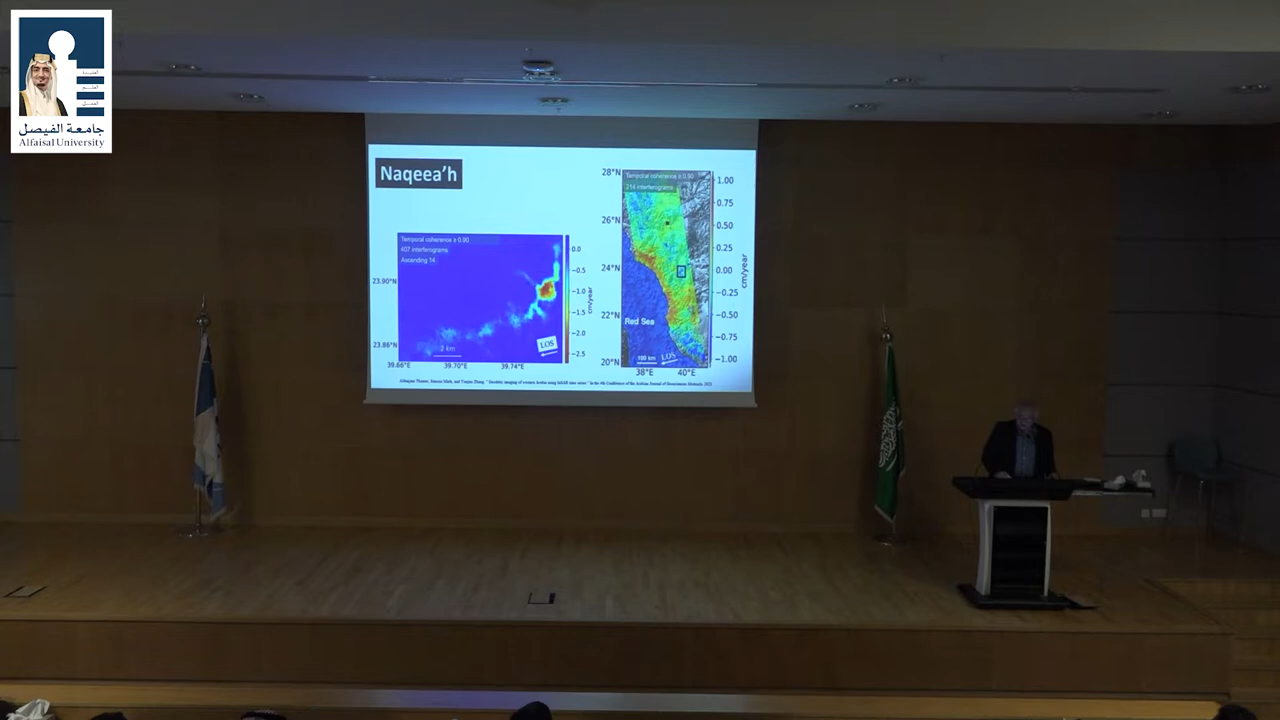 العقيدة
العلم
العمل
جامعة الفيصل
Alfaisal University
Naqeea'h
Temporal coherence ≥ 0.90
407 interferograms
Ascending 14
23.90°N
23.86°N
39.66°E
39.70°E
39.74°E
2 km
LOS
0.0
−0.5
−1.0
−1.5
−2.0
−2.5
cm/year
Temporal coherence ≥ 0.90
214 interferograms
28°N
26°N
24°N
22°N
20°N
Red Sea
100 km
LOS
38°E
40°E
1.00
0.75
0.50
0.25
0.00
−0.25
−0.50
−0.75
−1.00
cm/year